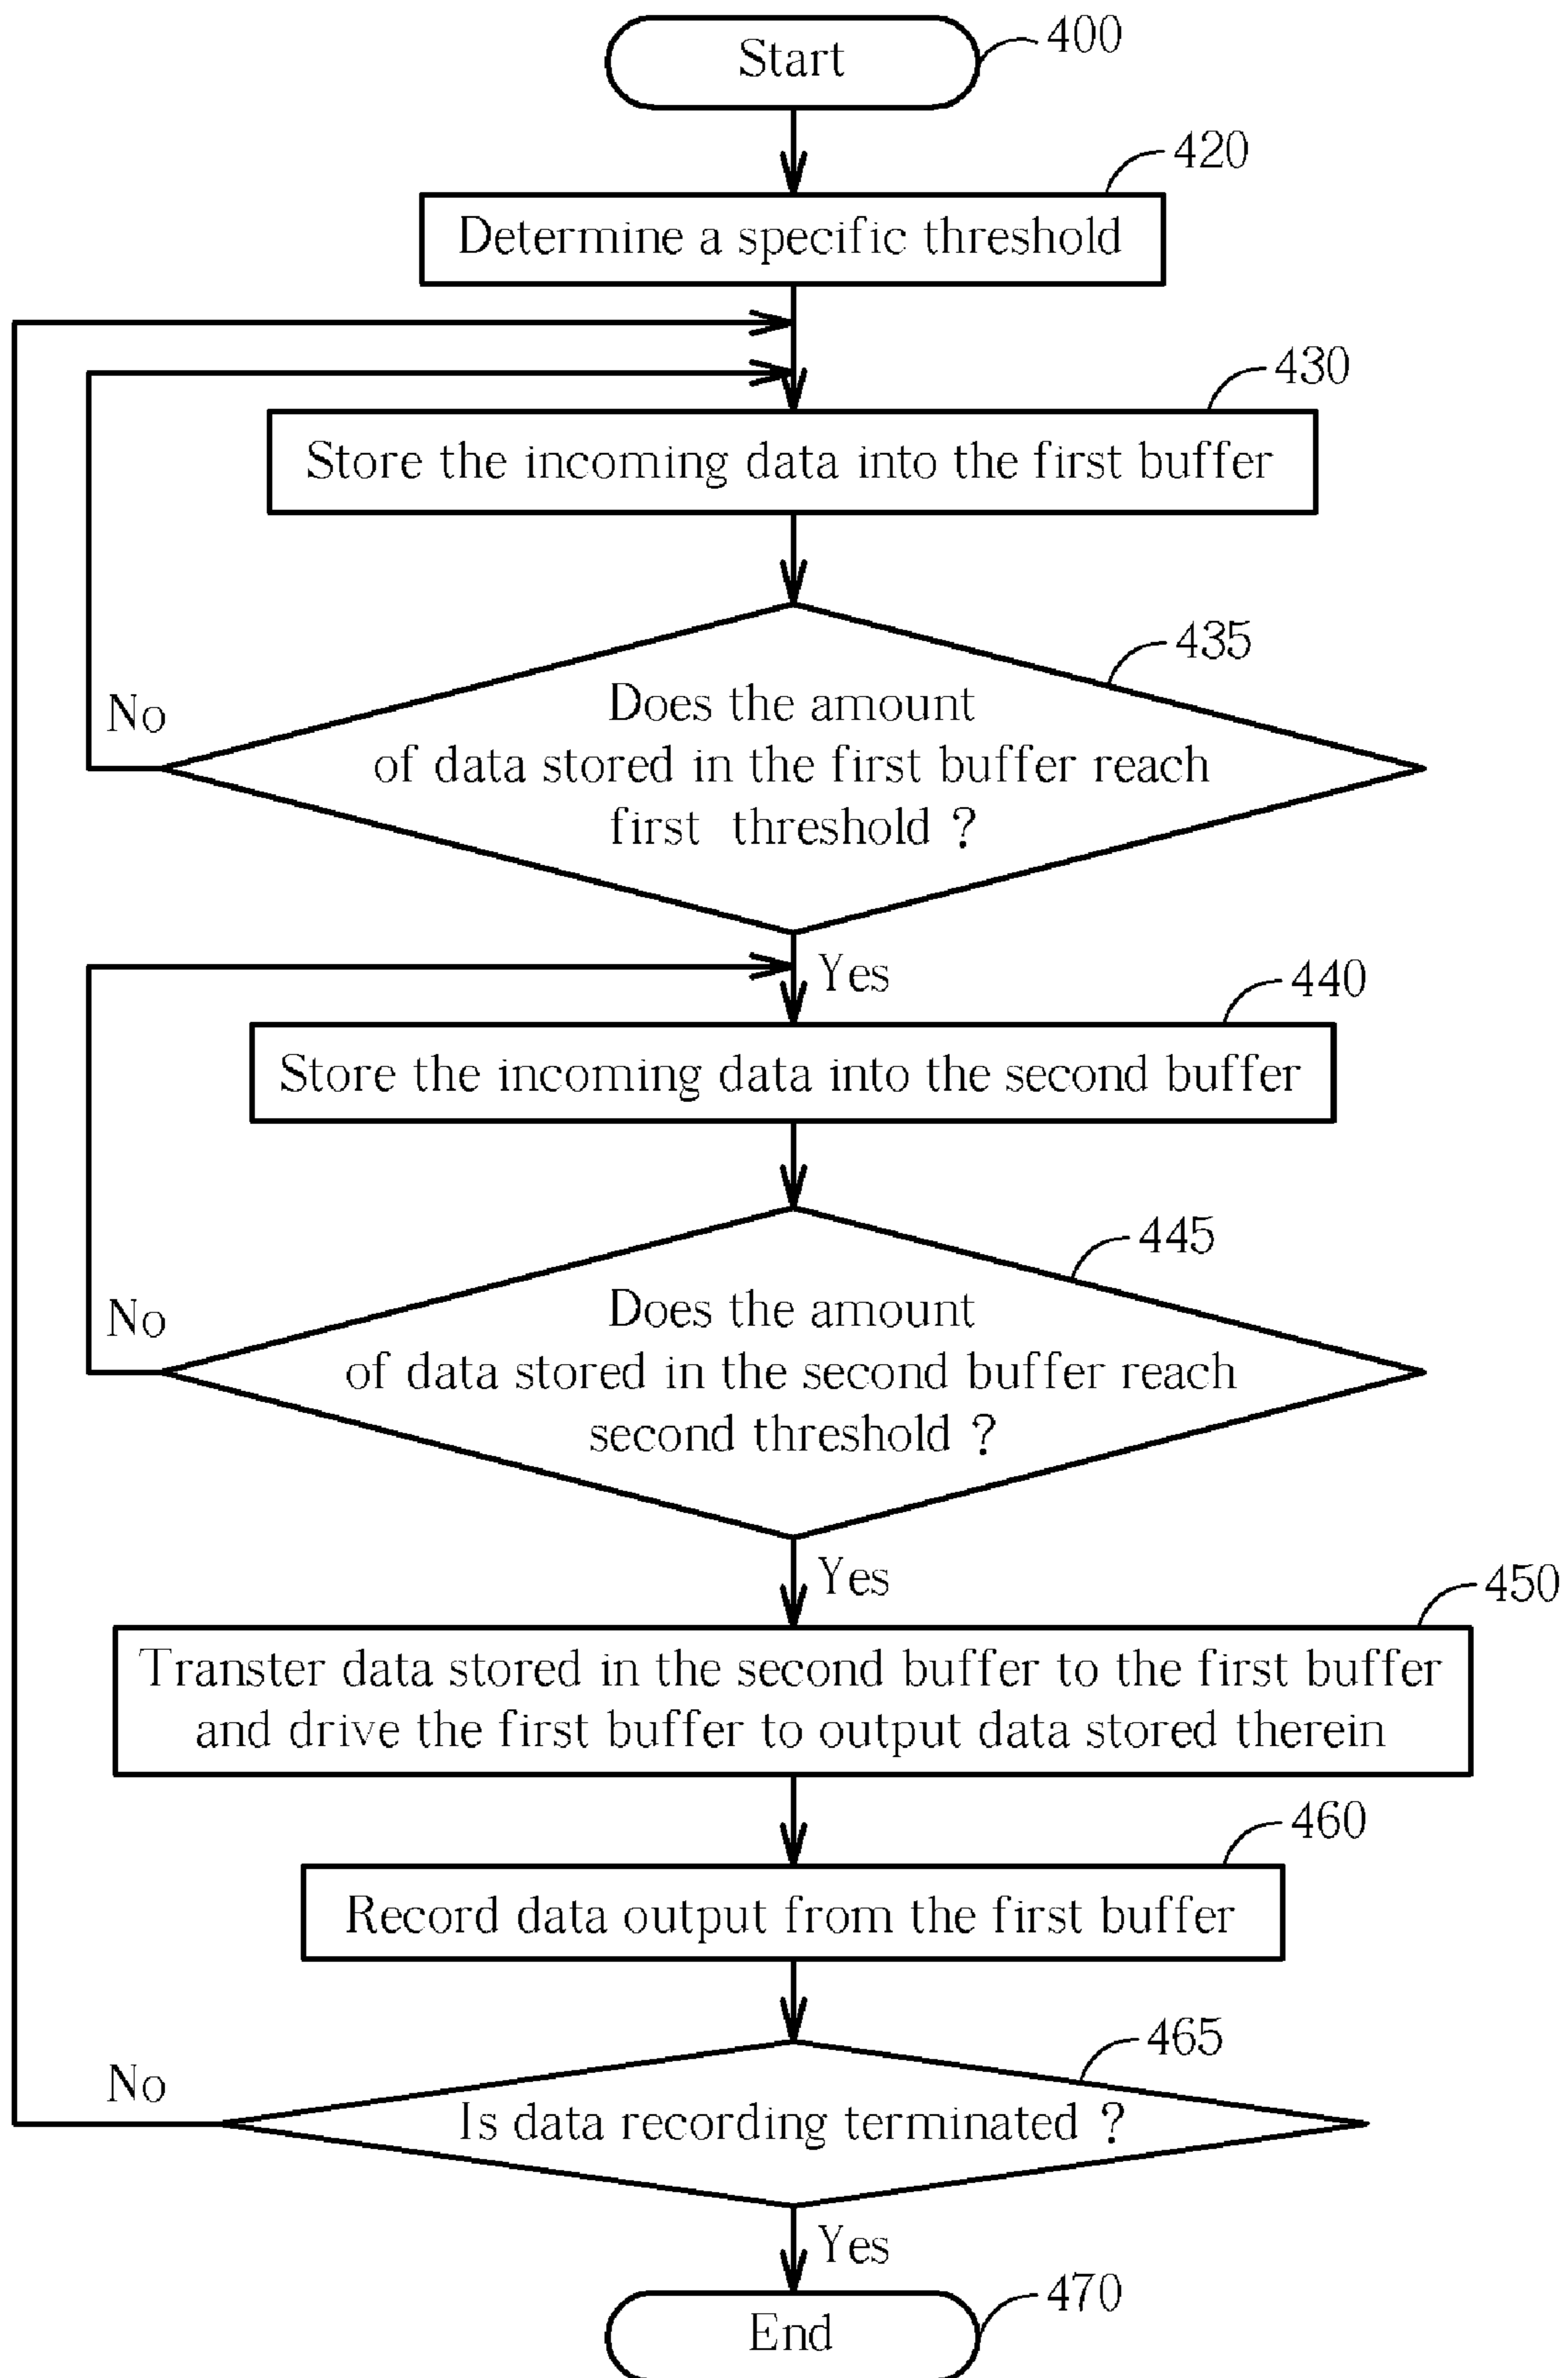 Start
400
420
Determine a specific threshold
430
Store the incoming data into the first buffer
435
Does the amount
of data stored in the first buffer reach
first threshold ?
No
Yes
440
Store the incoming data into the second buffer
445
Does the amount
of data stored in the second buffer reach
second threshold ?
No
Yes
450
Transter data stored in the second buffer to the first buffer
and drive the first buffer to output data stored therein
460
Record data output from the first buffer
465
No
Is data recording terminated ?
Yes
470
End